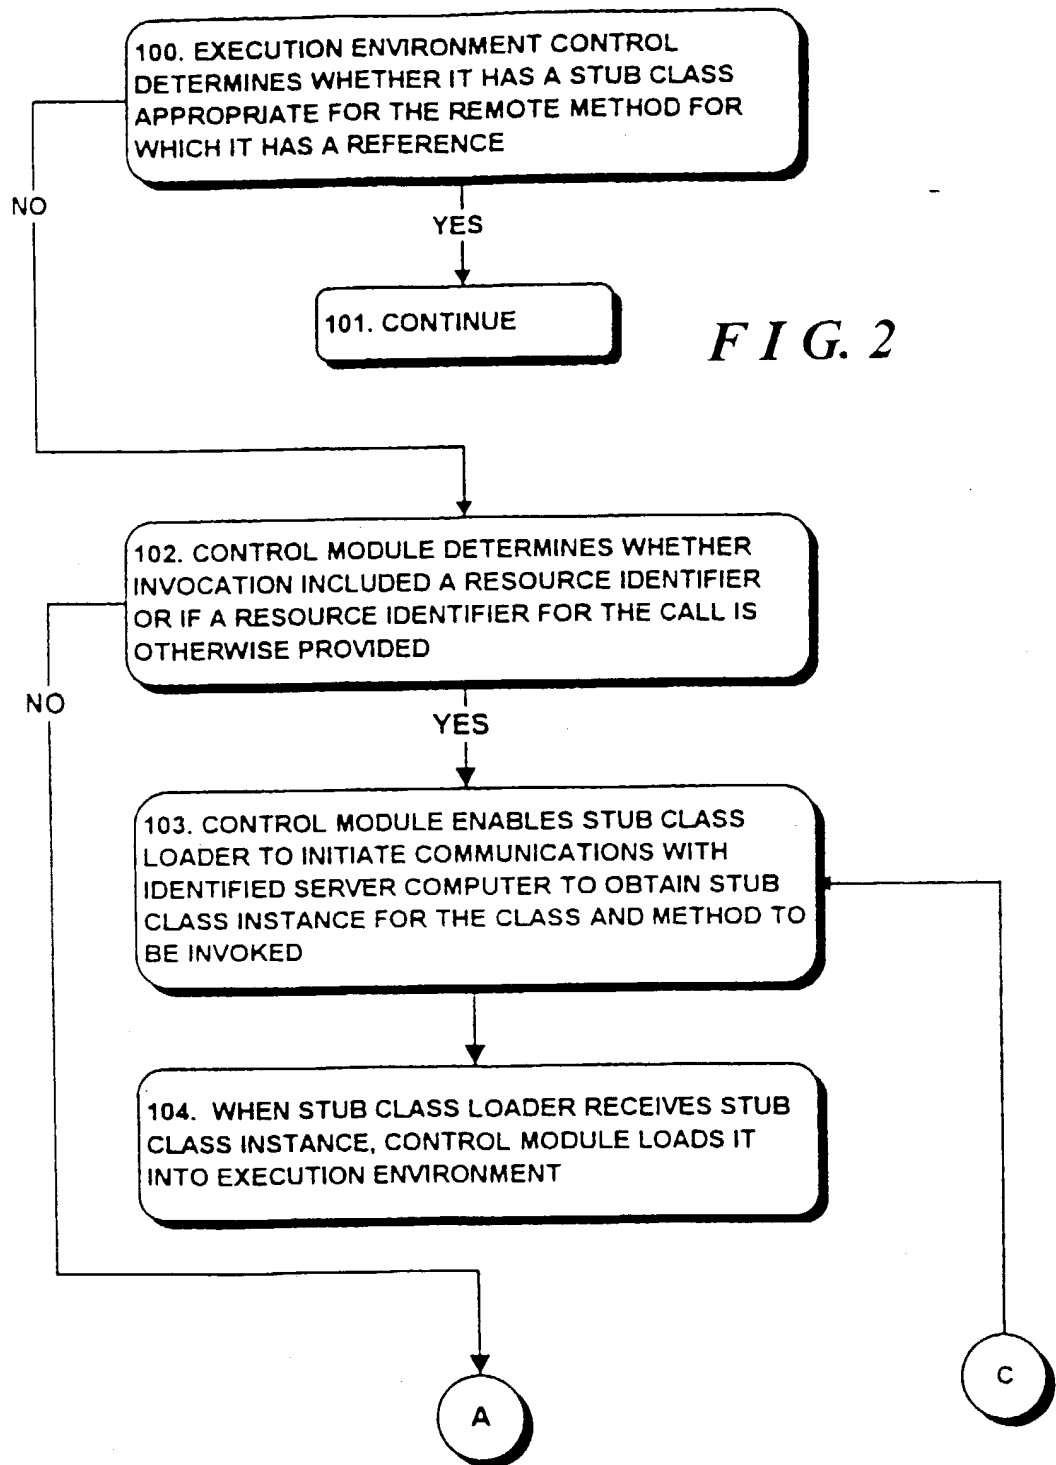 100. EXECUTION ENVIRONMENT CONTROL
DETERMINES WHETHER IT HAS A STUB CLASS
APPROPRIATE FOR THE REMOTE METHOD FOR
WHICH IT HAS A REFERENCE
NO
YES
101. CONTINUE
FIG. 2
102. CONTROL MODULE DETERMINES WHETHER
INVOCATION INCLUDED A RESOURCE IDENTIFIER
OR IF A RESOURCE IDENTIFIER FOR THE CALL IS
OTHERWISE PROVIDED
NO
YES
103. CONTROL MODULE ENABLES STUB CLASS
LOADER TO INITIATE COMMUNICATIONS WITH
IDENTIFIED SERVER COMPUTER TO OBTAIN STUB
CLASS INSTANCE FOR THE CLASS AND METHOD TO
BE INVOKED
104. WHEN STUB CLASS LOADER RECEIVES STUB
CLASS INSTANCE, CONTROL MODULE LOADS IT
INTO EXECUTION ENVIRONMENT
A
C